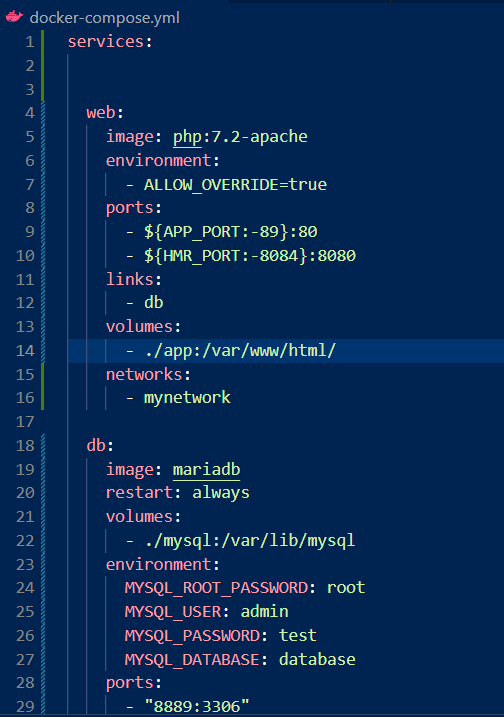 docker-compose.yml
1 services:
2
3
4 web:
5 image: php:7.2-apache
6 environment:
7 - ALLOW_OVERRIDE=true
8 ports:
9 - ${APP_PORT:-89}:80
10 - ${HMR_PORT:-8084}:8080
11 links:
12 - db
13 volumes:
14 - ./app:/var/www/html/
15 networks:
16 - mynetwork
17
18 db:
19 image: mariadb
20 restart: always
21 volumes:
22 - ./mysql:/var/lib/mysql
23 environment:
24 MYSQL_ROOT_PASSWORD: root
25 MYSQL_USER: admin
26 MYSQL_PASSWORD: test
27 MYSQL_DATABASE: database
28 ports:
29 - "8889:3306"